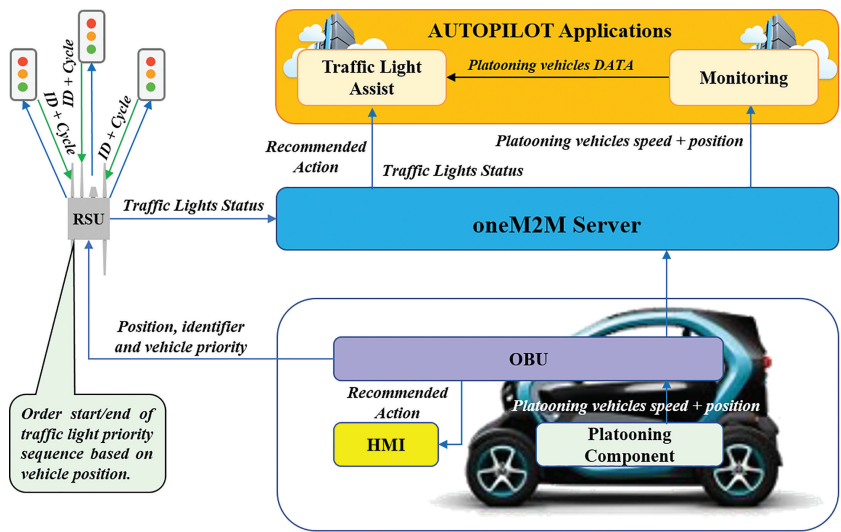 AUTOPILOT Applications
Traffic Light
Assist
Platooning vehicles DATA
Monitoring
ID + Cycle
ID + Cycle
ID + Cycle
Recommended
Action
Traffic Lights Status
Platooning vehicles speed + position
RSU
Traffic Lights Status
oneM2M Server
Position, identifier
and vehicle priority
OBU
Recommended
Action
Platooning vehicles speed + position
HMI
Platooning
Component
Order start/end of
traffic light priority
sequence based on
vehicle position.